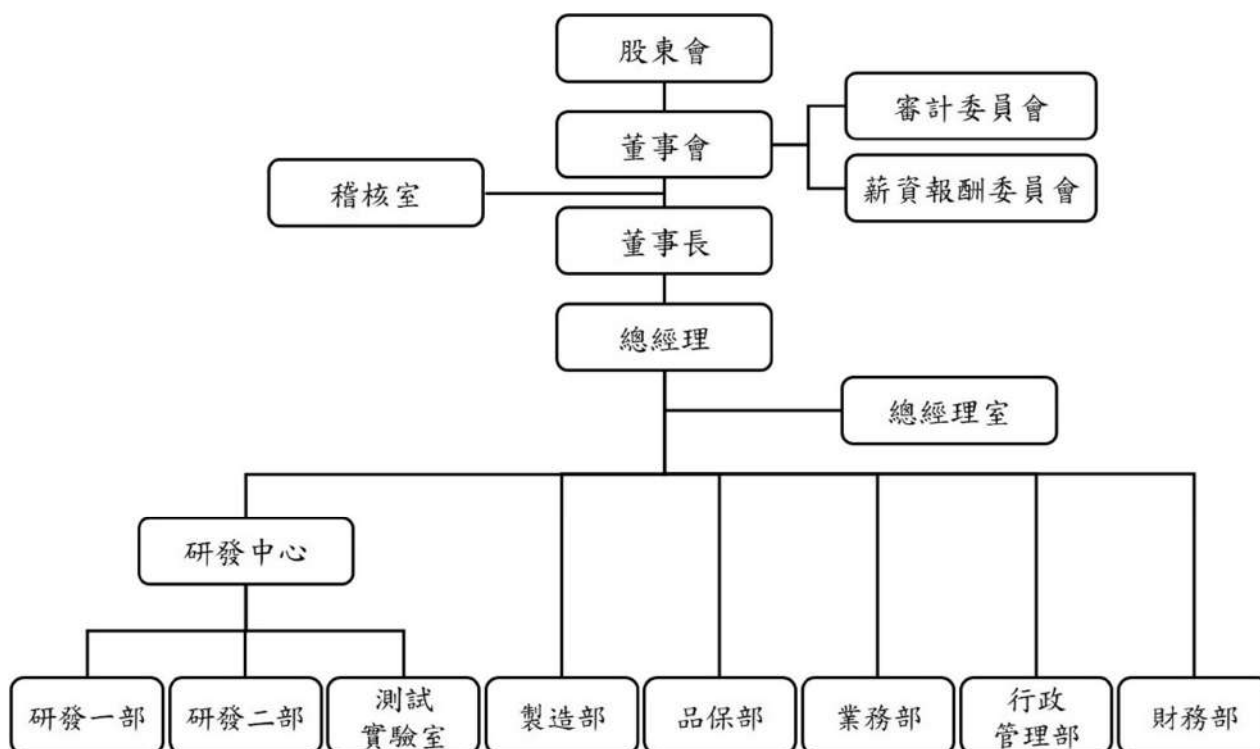 股東會
審計委員會
董事會
稽核室
薪資報酬委員會
董事長
總經理
總經理室
研發中心
研發一部
研發二部
測試
實驗室
製造部
品保部
業務部
行政
管理部
財務部